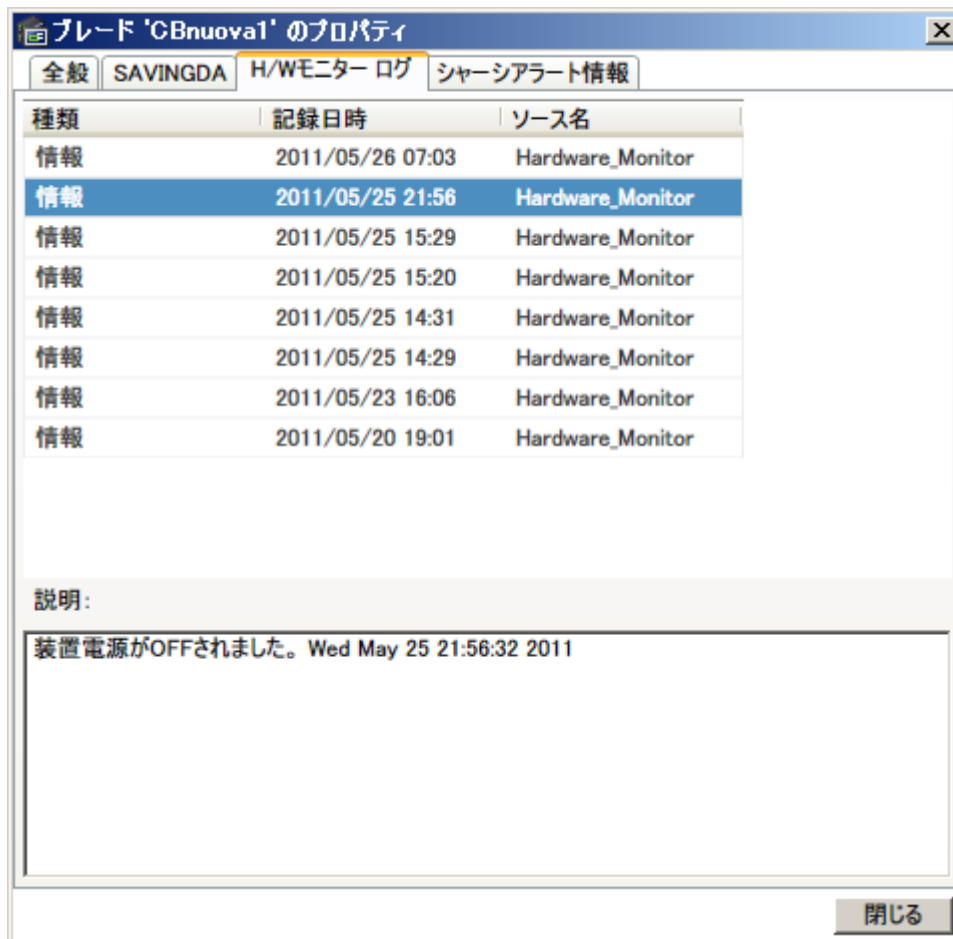 ブレード 'CBnuova1' のプロパティ
全般 SAVINGDA H/Wモニター ログ シャーシアラート情報
種類 記録日時 ソース名
情報 2011/05/26 07:03 Hardware_Monitor
情報 2011/05/25 21:56 Hardware_Monitor
情報 2011/05/25 15:29 Hardware_Monitor
情報 2011/05/25 15:20 Hardware_Monitor
情報 2011/05/25 14:31 Hardware_Monitor
情報 2011/05/25 14:29 Hardware_Monitor
情報 2011/05/23 16:06 Hardware_Monitor
情報 2011/05/20 19:01 Hardware_Monitor
説明:
装置電源がOFFされました。Wed May 25 21:56:32 2011
閉じる